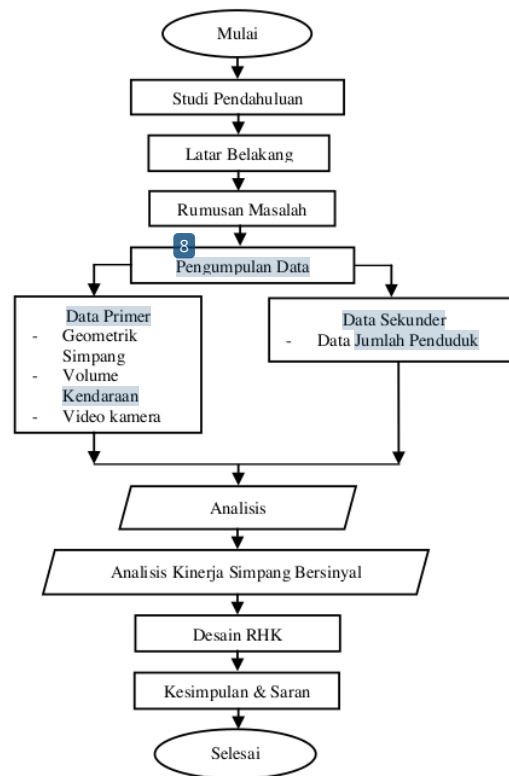 Mulai
Studi Pendahuluan
Latar Belakang
Rumusan Masalah
8
Pengumpulan Data
Data Primer
- Geometrik
Simpang
- Volume
Kendaraan
- Video kamera
Data Sekunder
- Data Jumlah Penduduk
Analisis
Analisis Kinerja Simpang Bersinyal
Desain RHK
Kesimpulan & Saran
Selesai